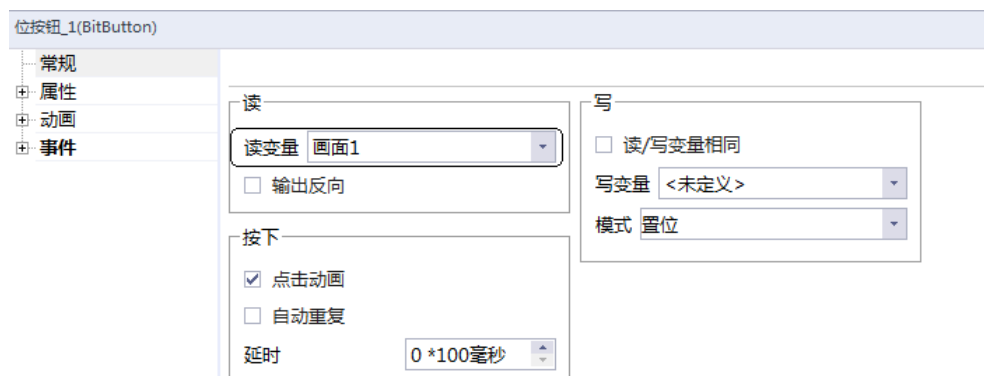 位按钮_1(BitButton)
常规
属性
动画
事件
读
读变量 画面1
输出反向
按下
点击动画
自动重复
延时 0 *100毫秒
写
读/写变量相同
写变量 <未定义>
模式 置位